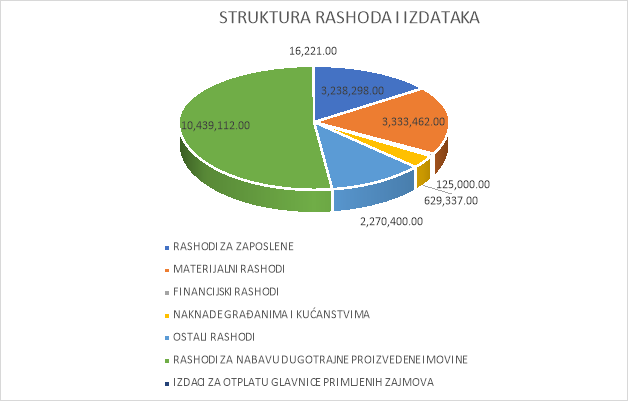 STRUKTURA RASHODA I IZDATAKA
16,221.00
3,238,298.00
3,333,462.00
10,439,112.00
125,000.00
629,337.00
2,270,400.00
RASHODI ZA ZAPOSLENE
MATERIJALNI RASHODI
FINANCIJSKI RASHODI
NAKNADE GRAĐANIMA I KUĆANSTVIMA
OSTALI RASHODI
RASHODI ZA NABAVU DUGOTRAJNE PROIZVEDENE IMOVINE
IZDACI ZA OTPLATU GLAVNICE PRIMLJENIH ZAJMOVA